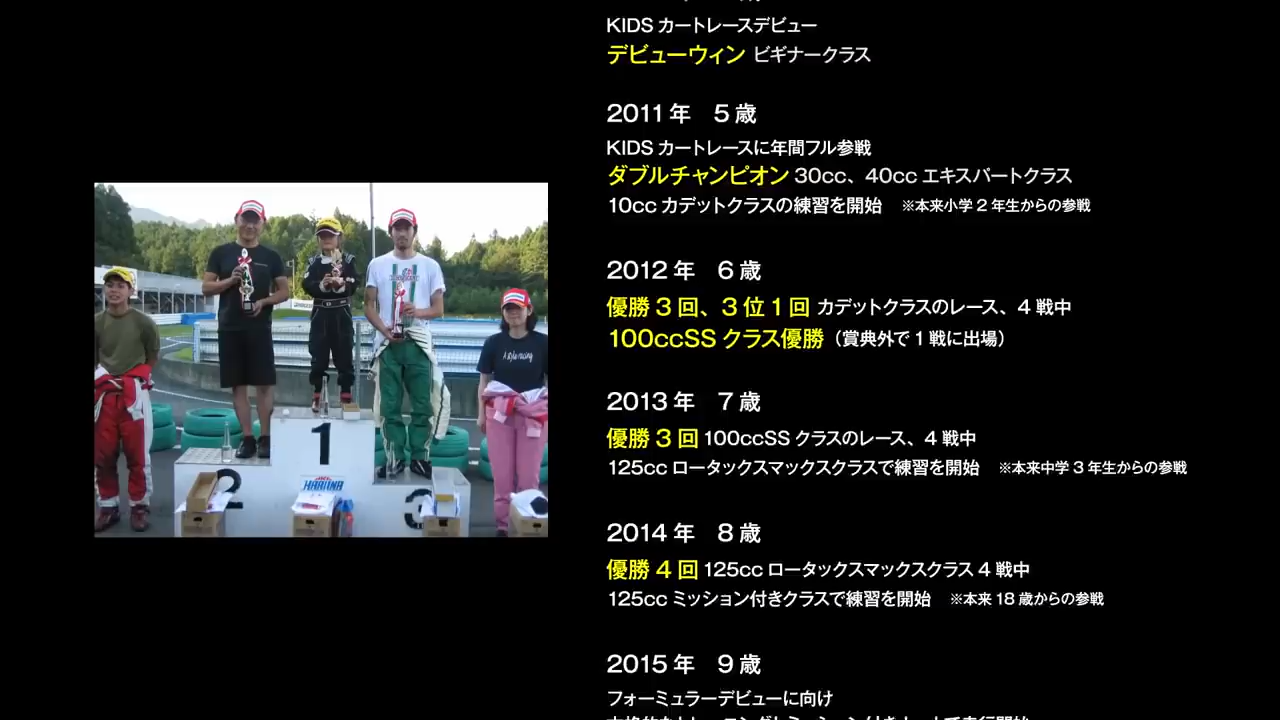 KIDS カートレースデビュー
デビューウィン ビギナークラス
2011 年 5 歳
KIDS カートレースに年間フル参戦
ダブルチャンピオン 30cc、40cc エキスパートクラス
10cc カデットクラスの練習を開始 ※本来小学 2 年生からの参戦
2012 年 6 歳
優勝 3 回、3 位 1 回 カデットクラスのレース、4 戦中
100ccSS クラス優勝（賞典外で 1 戦に出場）
2013 年 7 歳
優勝 3 回 100ccSS クラスのレース、4 戦中
125cc ロータックスマックスクラスで練習を開始 ※本来中学 3 年生からの参戦
2014 年 8 歳
優勝 4 回 125cc ロータックスマックスクラス 4 戦中
125cc ミッション付きクラスで練習を開始 ※本来 18 歳からの参戦
2015 年 9 歳
フォーミュラーデビューに向け
1
2
3
HARUNA